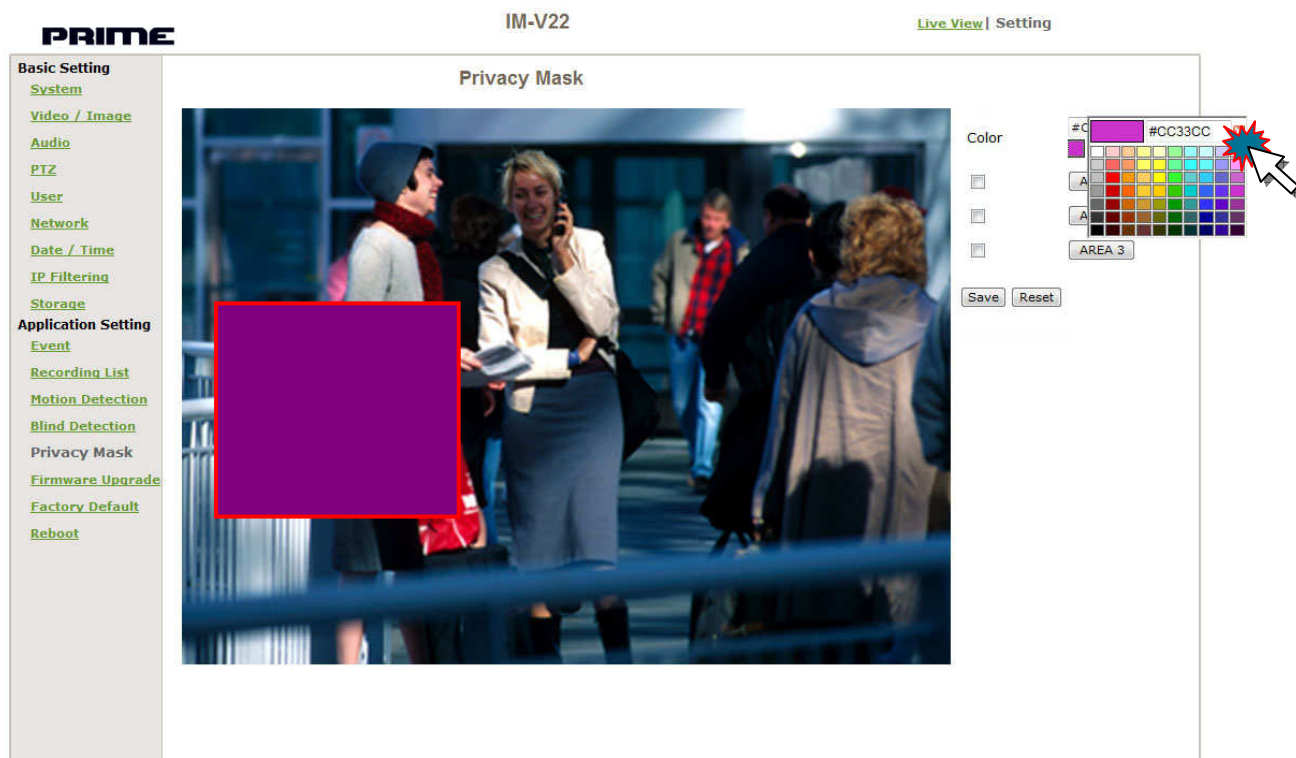 PRIME
IM-V22
Live View | Setting
Basic Setting
System
Video / Image
Audio
PTZ
User
Network
Date / Time
IP Filtering
Storage
Application Setting
Event
Recording List
Motion Detection
Blind Detection
Privacy Mask
Firmware Upgrade
Factory Default
Reboot
Privacy Mask
Color
#C
#CC33CC
A
A
AREA 3
Save Reset